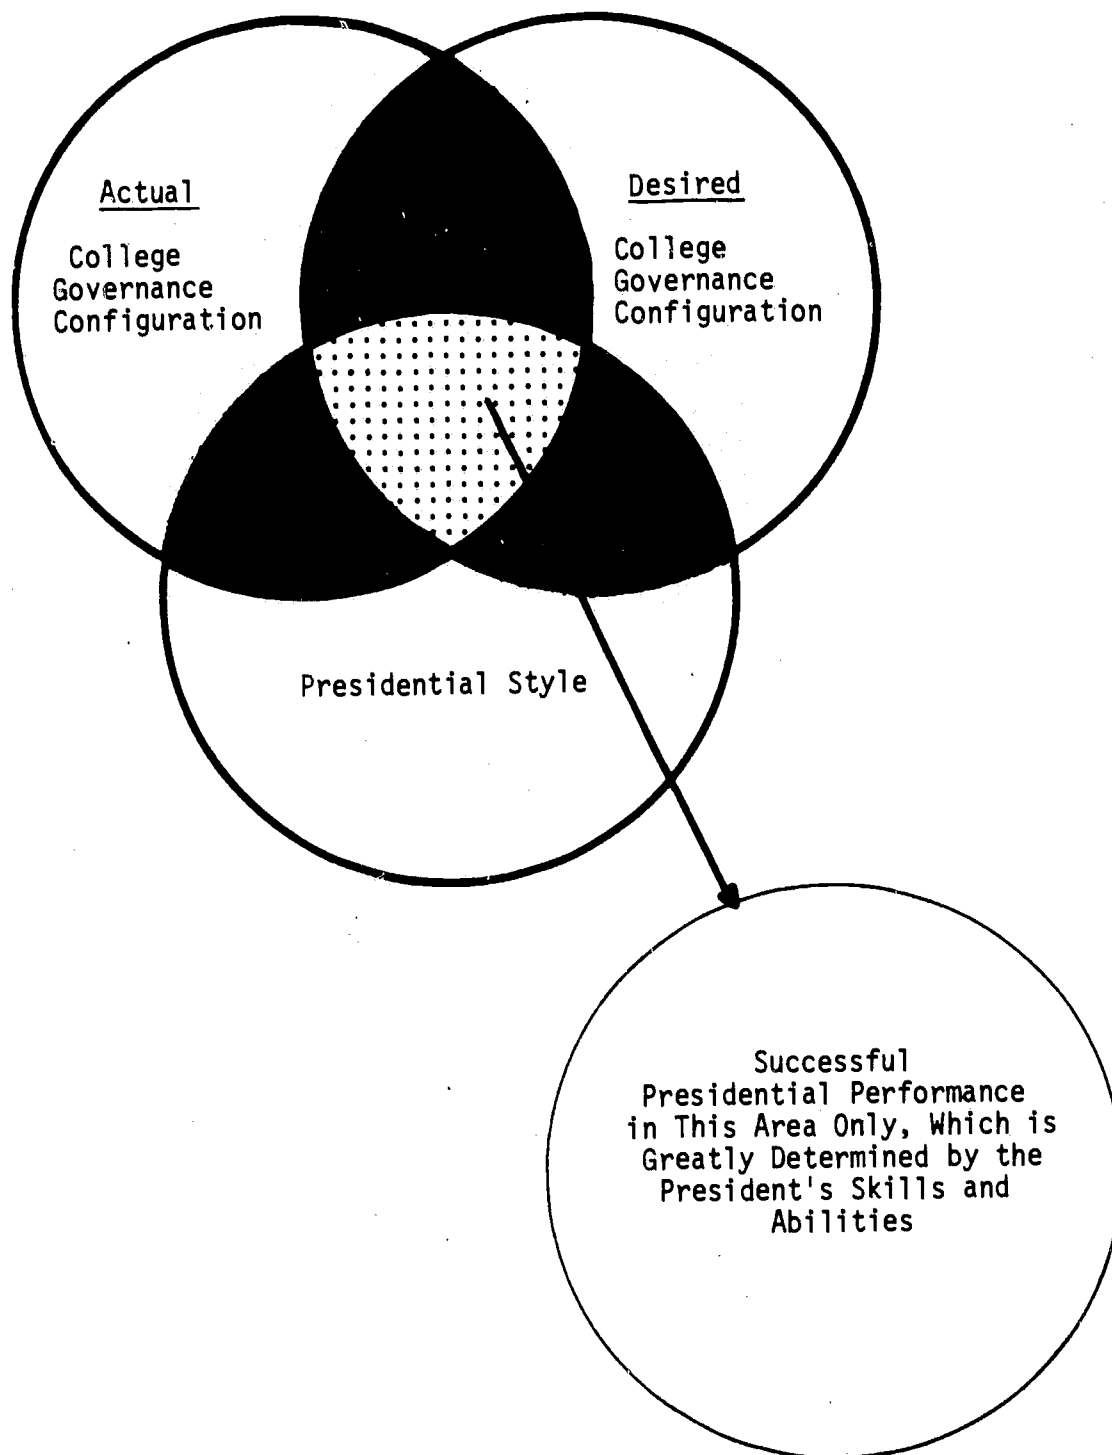 Actual
College
Governance
Configuration
Desired
College
Governance
Configuration
Presidential Style
Successful
Presidential Performance
in This Area Only, Which is
Greatly Determined by the
President's Skills and
Abilities